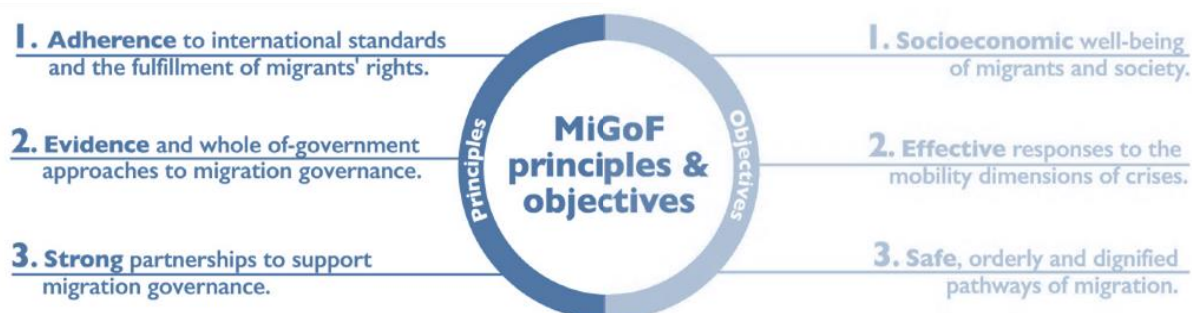 1. Adherence to international standards
and the fulfillment of migrants' rights.
2. Evidence and whole of-government
approaches to migration governance.
3. Strong partnerships to support
migration governance.
Principles
MiGoF
principles &
objectives
Objectives
1. Socioeconomic well-being
of migrants and society.
2. Effective responses to the
mobility dimensions of crises.
3. Safe, orderly and dignified
pathways of migration.